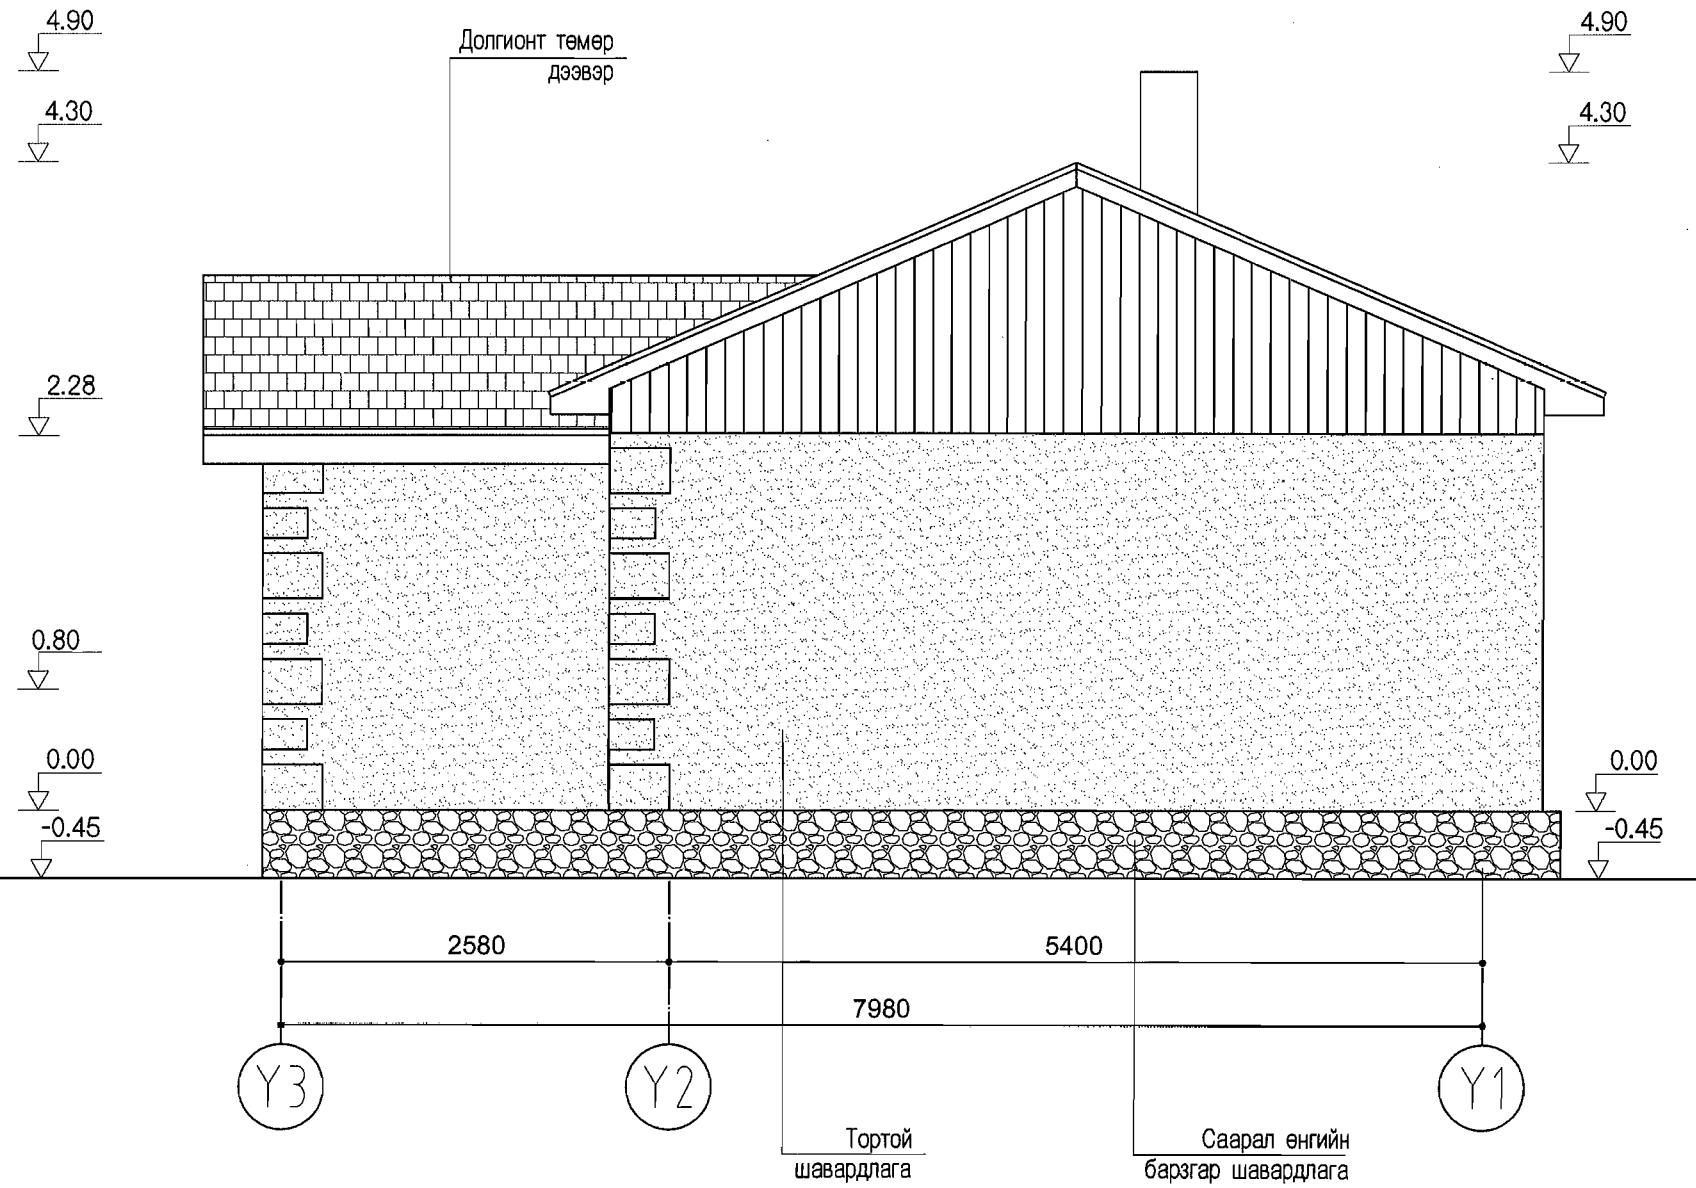 4.90
4.90
Долгионт төмөр
дээвэр
4.30
4.30
2.28
0.80
0.00
0.00
-0.45
-0.45
2580
5400
7980
Y3
Y2
Y1
Тортой
шавардлага
Саарал өнгийн
барзгар шавардлага